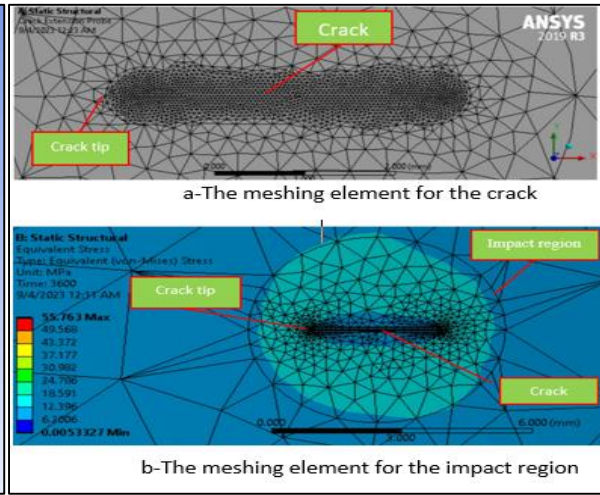 A: Static Structural
Crack Extension Probe
9/4/2023 12:23 AM
Crack
ANSYS
2019 R3
Crack tip
0.000
(mm)
X
a-The meshing element for the crack
B: Static Structural
Equivalent Stress
Type: Equivalent (von-Mises) Stress
Unit: MPa
Time: 3600
9/4/2023 12:11 AM
Impact region
Crack tip
55.763 Max
49.568
43.372
37.177
30.982
24.786
18.591
12.396
6.2006
0.0053327 Min
Crack
0.000
6.000 (mm)
3.000
b-The meshing element for the impact region